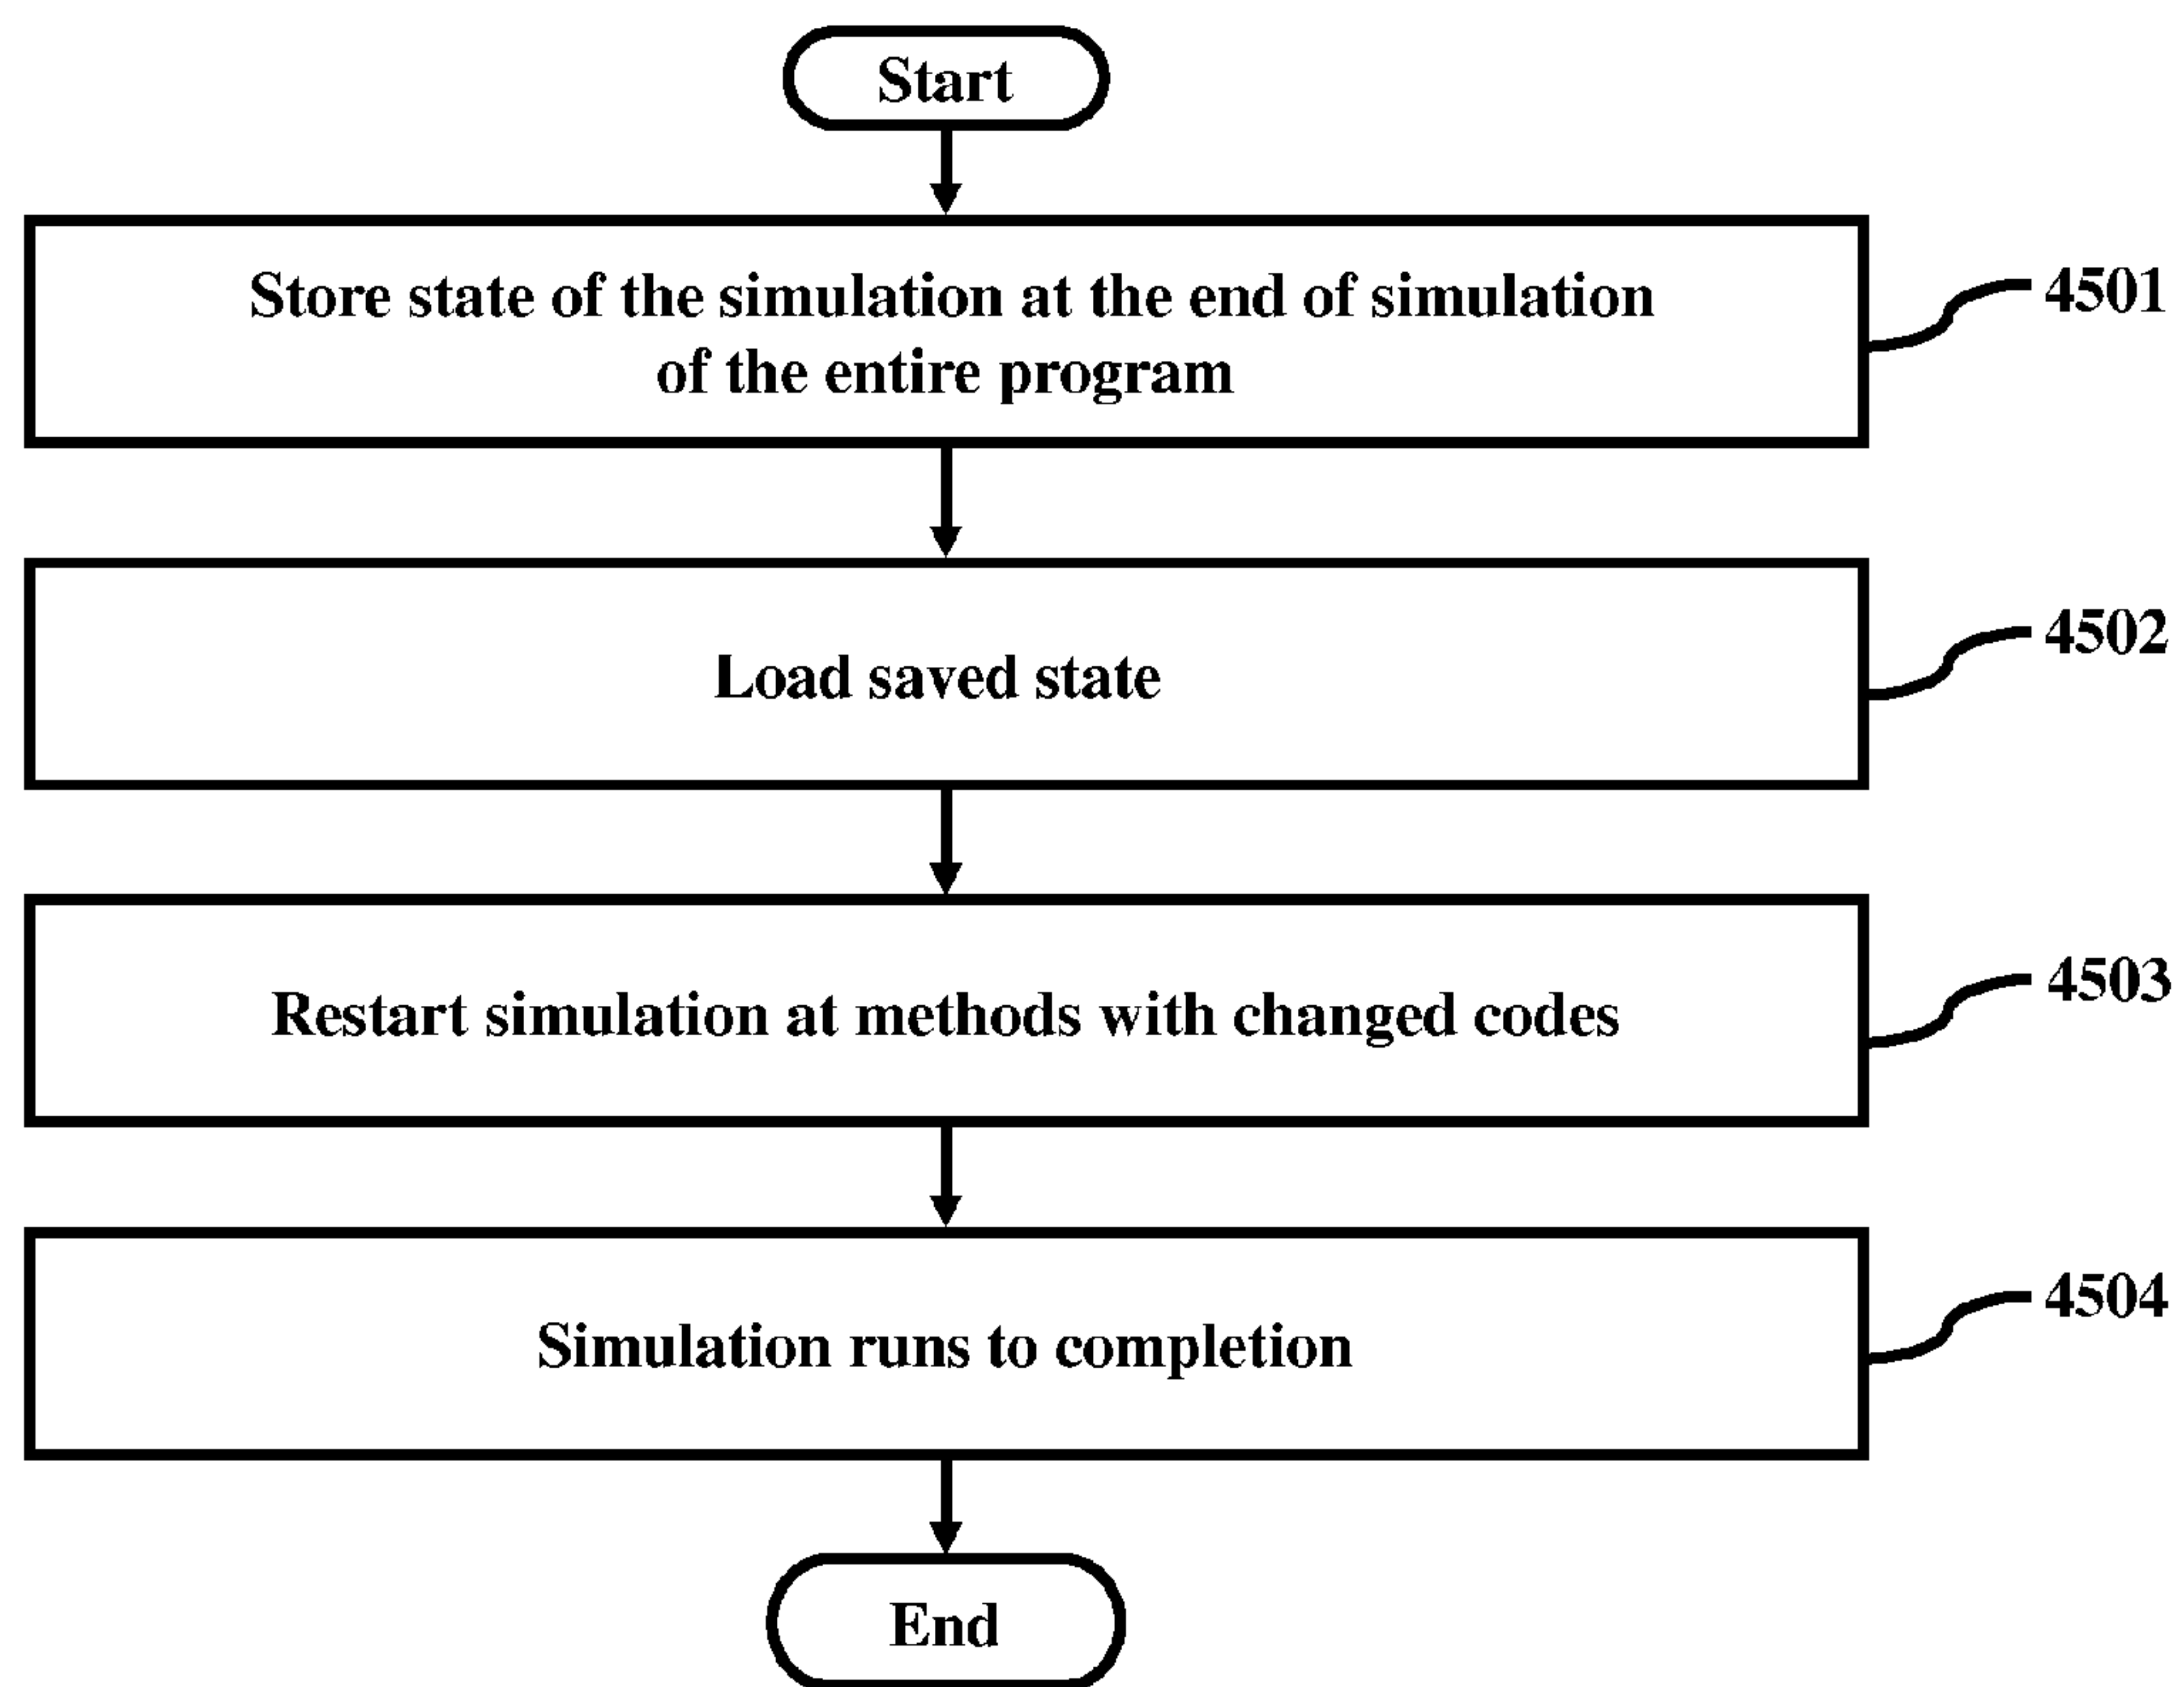 Start
Store state of the simulation at the end of simulation
of the entire program
4501
Load saved state
4502
Restart simulation at methods with changed codes
4503
Simulation runs to completion
4504
End